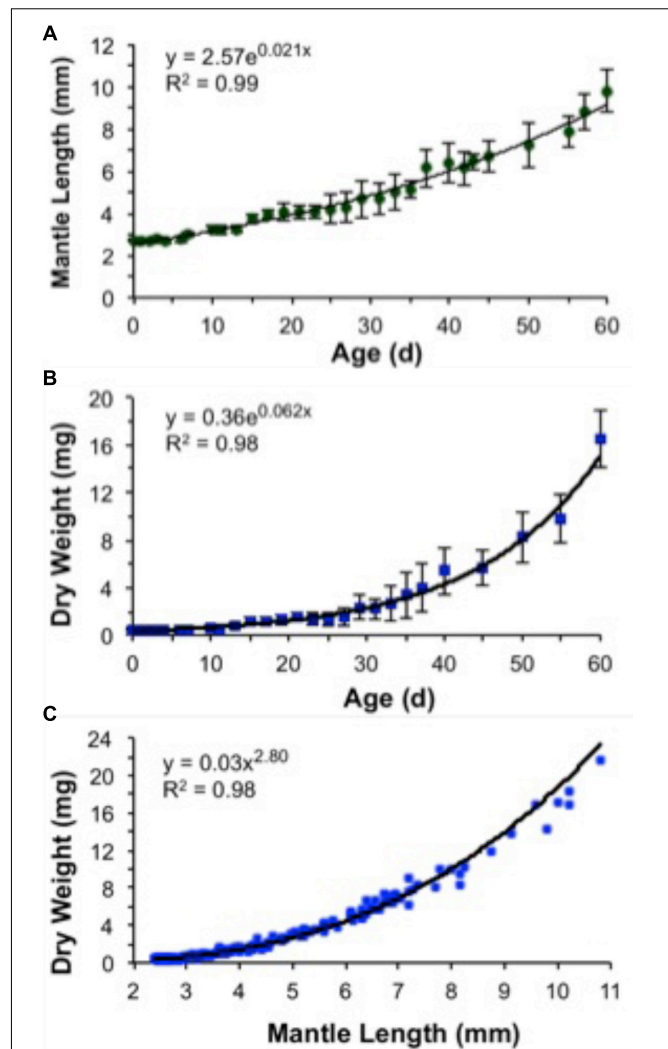 A
y = 2.57e^0.021x
R² = 0.99
Mantle Length (mm)
12
10
8
6
4
2
0
0 10 20 30 40 50 60
Age (d)
B
y = 0.36e^0.062x
R² = 0.98
Dry Weight (mg)
20
16
12
8
4
0
0 10 20 30 40 50 60
Age (d)
C
y = 0.03x^2.80
R² = 0.98
Dry Weight (mg)
24
20
16
12
8
4
0
2 3 4 5 6 7 8 9 10 11
Mantle Length (mm)